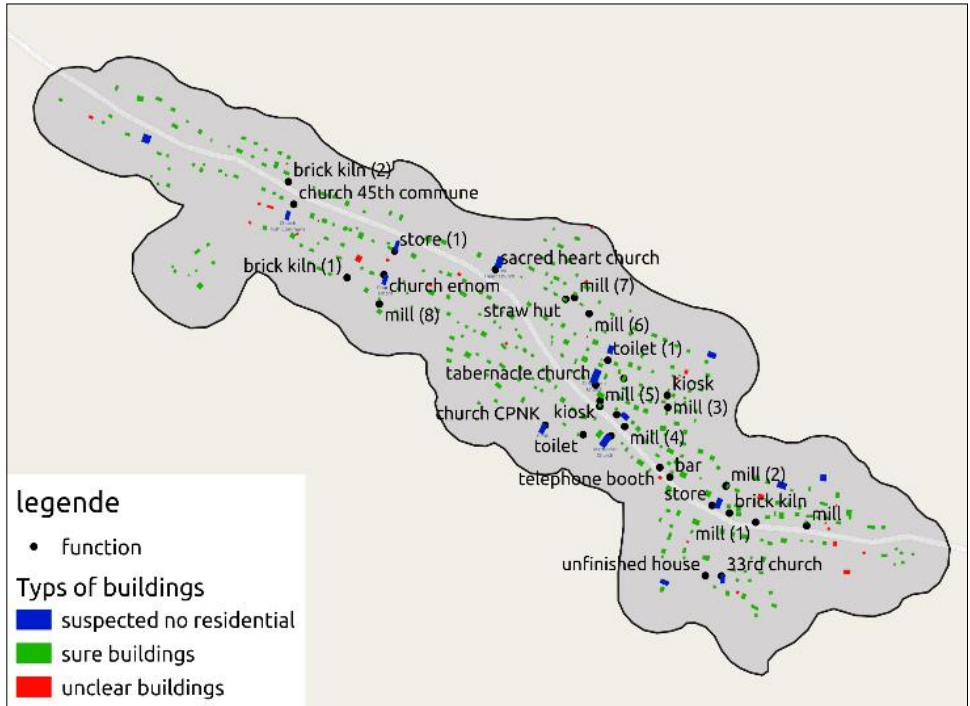 brick kiln (2)
church 45th commune
store (1)
sacred heart church
brick kiln (1)
church ernom
mill (7)
mill (8)
straw hut
mill (6)
toilet (1)
tabernacle church
kiosk
mill (5)
mill (3)
church CPNK
kiosk
mill (4)
toilet
bar
telephone booth
mill (2)
store
brick kiln
mill (1)
mill
unfinished house
33rd church
legende
function
Typs of buildings
suspected no residential
sure buildings
unclear buildings